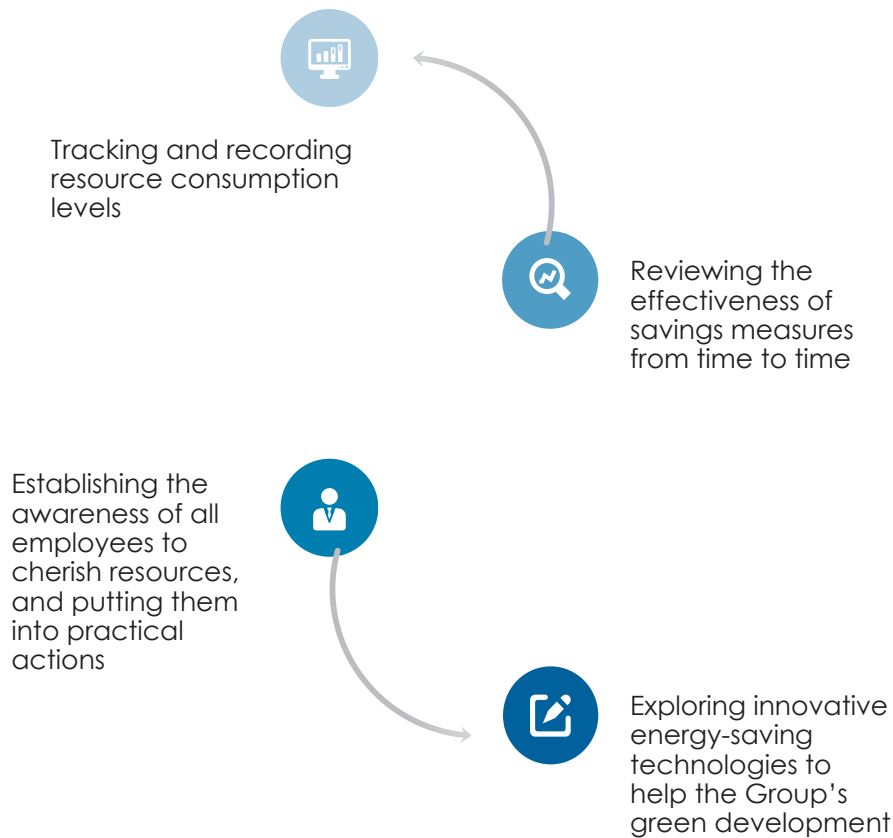 Tracking and recording
resource consumption
levels
Reviewing the
effectiveness of
savings measures
from time to time
Establishing the
awareness of all
employees to
cherish resources,
and putting them
into practical
actions
Exploring innovative
energy-saving
technologies to
help the Group’s
green development